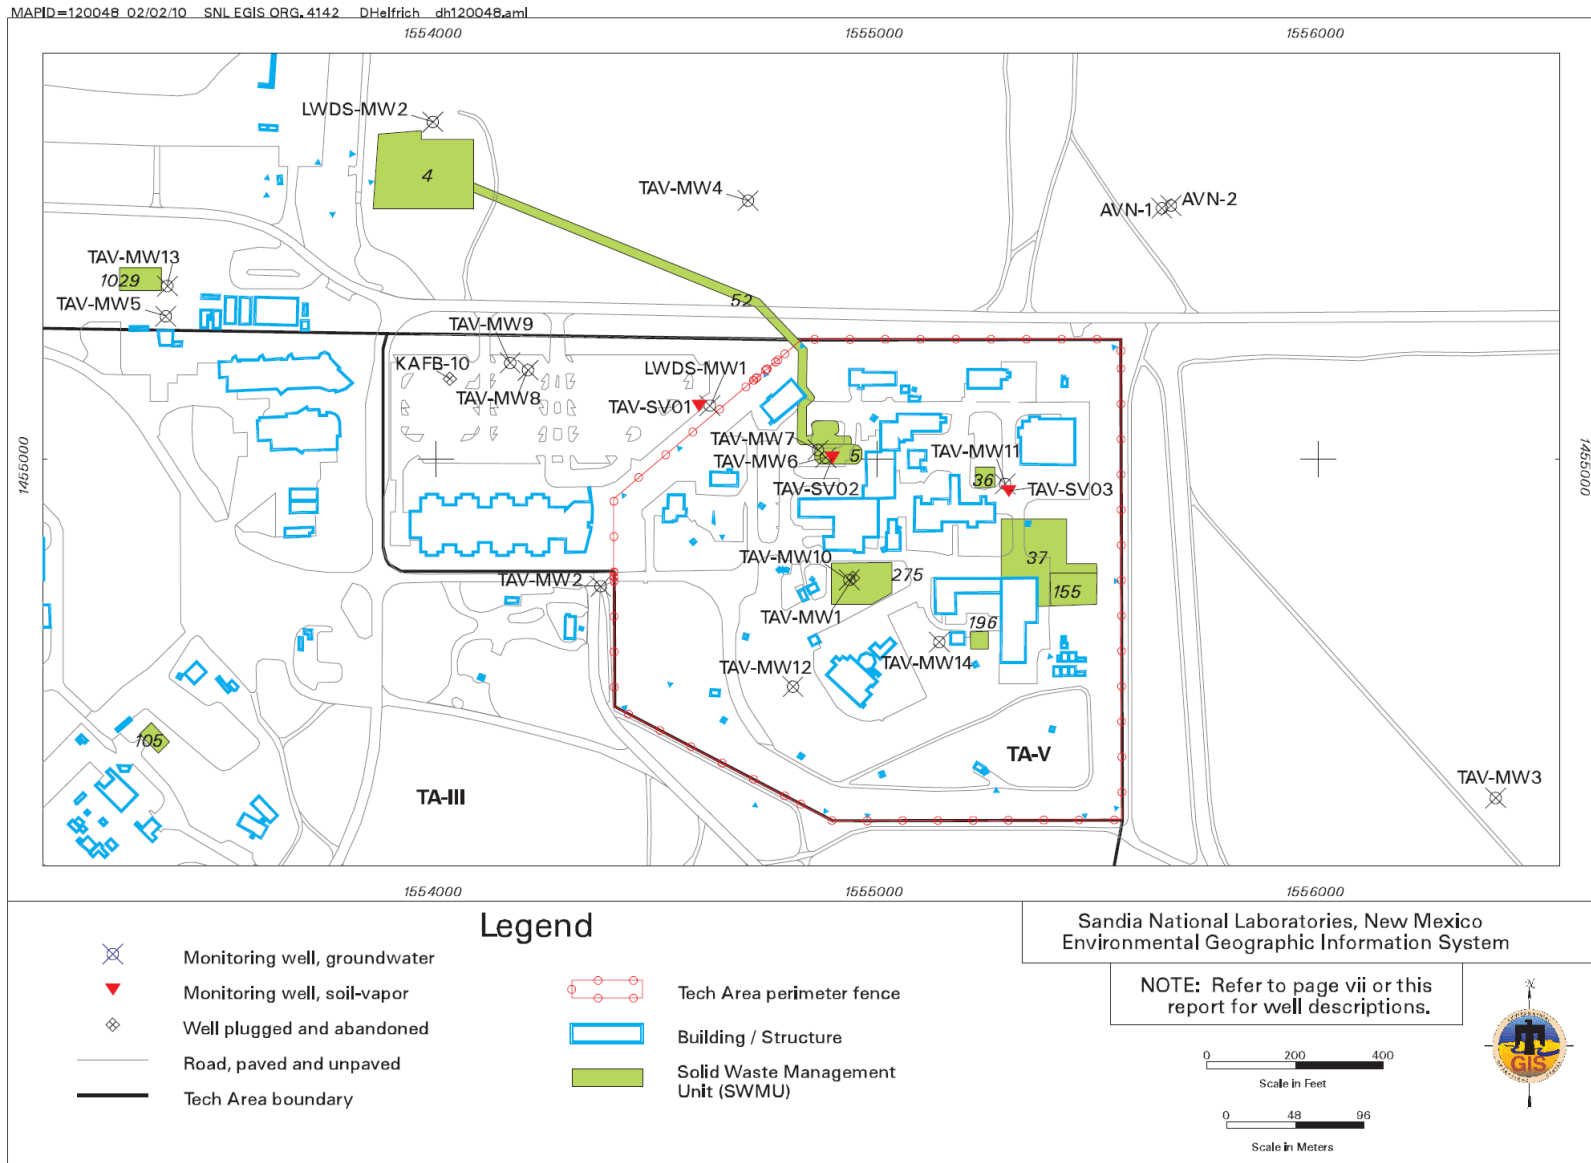 MAPID=120048 02/02/10 SNL EGIS ORG. 4142 DHelfrich dh120048.aml
1554000 1555000 1556000
LWDS-MW2
4
TAV-MW4
AVN-1
AVN-2
TAV-MW13
1029
TAV-MW5
52
TAV-MW9
KAFB-10
TAV-MW8
LWDS-MW1
TAV-SV01
TAV-MW7
TAV-MW6
5
TAV-SV02
TAV-MW11
36
TAV-SV03
1455000
1455000
TAV-MW10
275
37
155
TAV-MW2
TAV-MW1
196
TAV-MW14
TAV-MW12
105
TA-V
TA-III
TAV-MW3
1554000 1555000 1556000
Legend
Monitoring well, groundwater
Monitoring well, soil-vapor
Well plugged and abandoned
Road, paved and unpaved
Tech Area boundary
Tech Area perimeter fence
Building / Structure
Solid Waste Management
Unit (SWMU)
Sandia National Laboratories, New Mexico
Environmental Geographic Information System
NOTE: Refer to page vii or this
report for well descriptions.
0 200 400
Scale in Feet
0 48 96
Scale in Meters
GIS